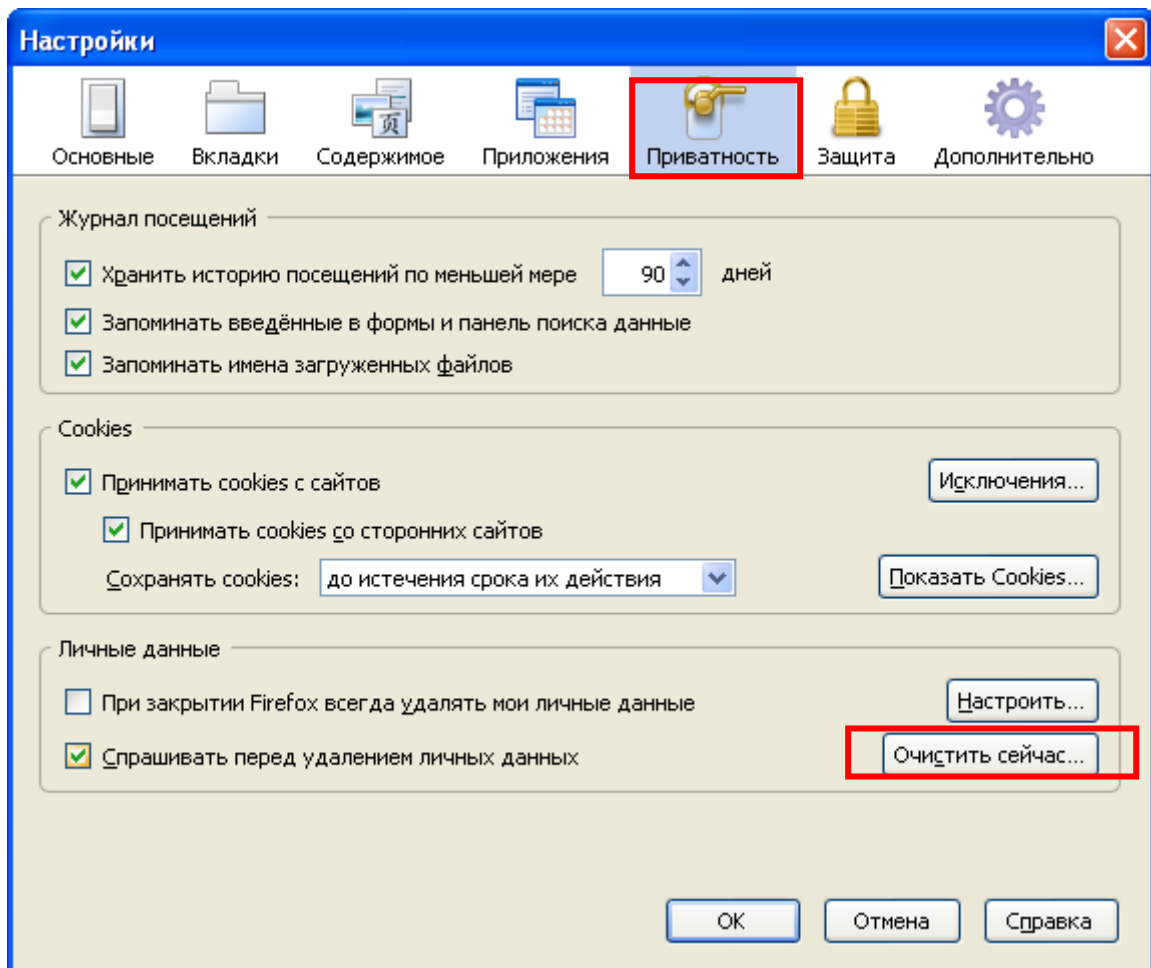 Настройки
Основные Вкладки Содержимое Приложения Приватность Защита Дополнительно
Журнал посещений
Хранить историю посещений по меньшей мере 90 дней
Запоминать введённые в формы и панель поиска данные
Запоминать имена загруженных файлов
Cookies
Принимать cookies с сайтов Исключения...
Принимать cookies со сторонних сайтов
Сохранять cookies: до истечения срока их действия Показать Cookies...
Личные данные
При закрытии Firefox всегда удалять мои личные данные Настроить...
Спрашивать перед удалением личных данных Очистить сейчас...
ОК Отмена Справка